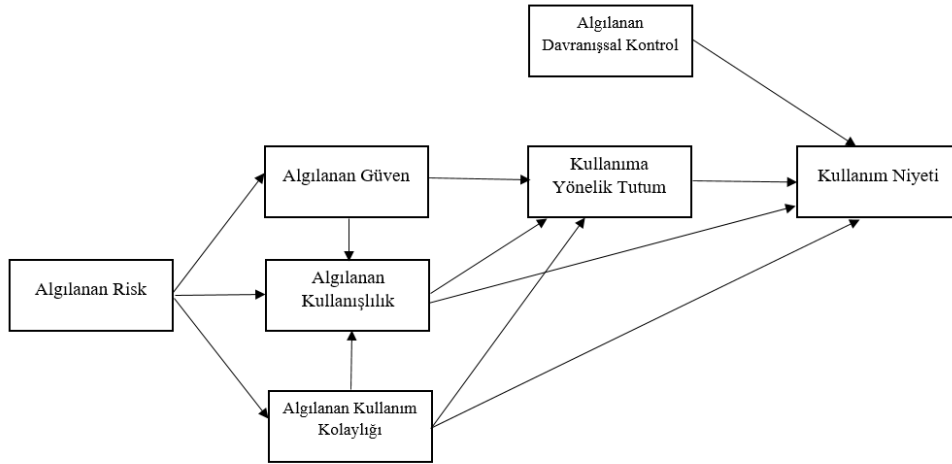 Algılanan
Davranışsal Kontrol
Algılanan Güven
Kullanıma
Yönelik Tutum
Kullanım Niyeti
Algılanan Risk
Algılanan
Kullanışlılık
Algılanan Kullanım
Kolaylığı